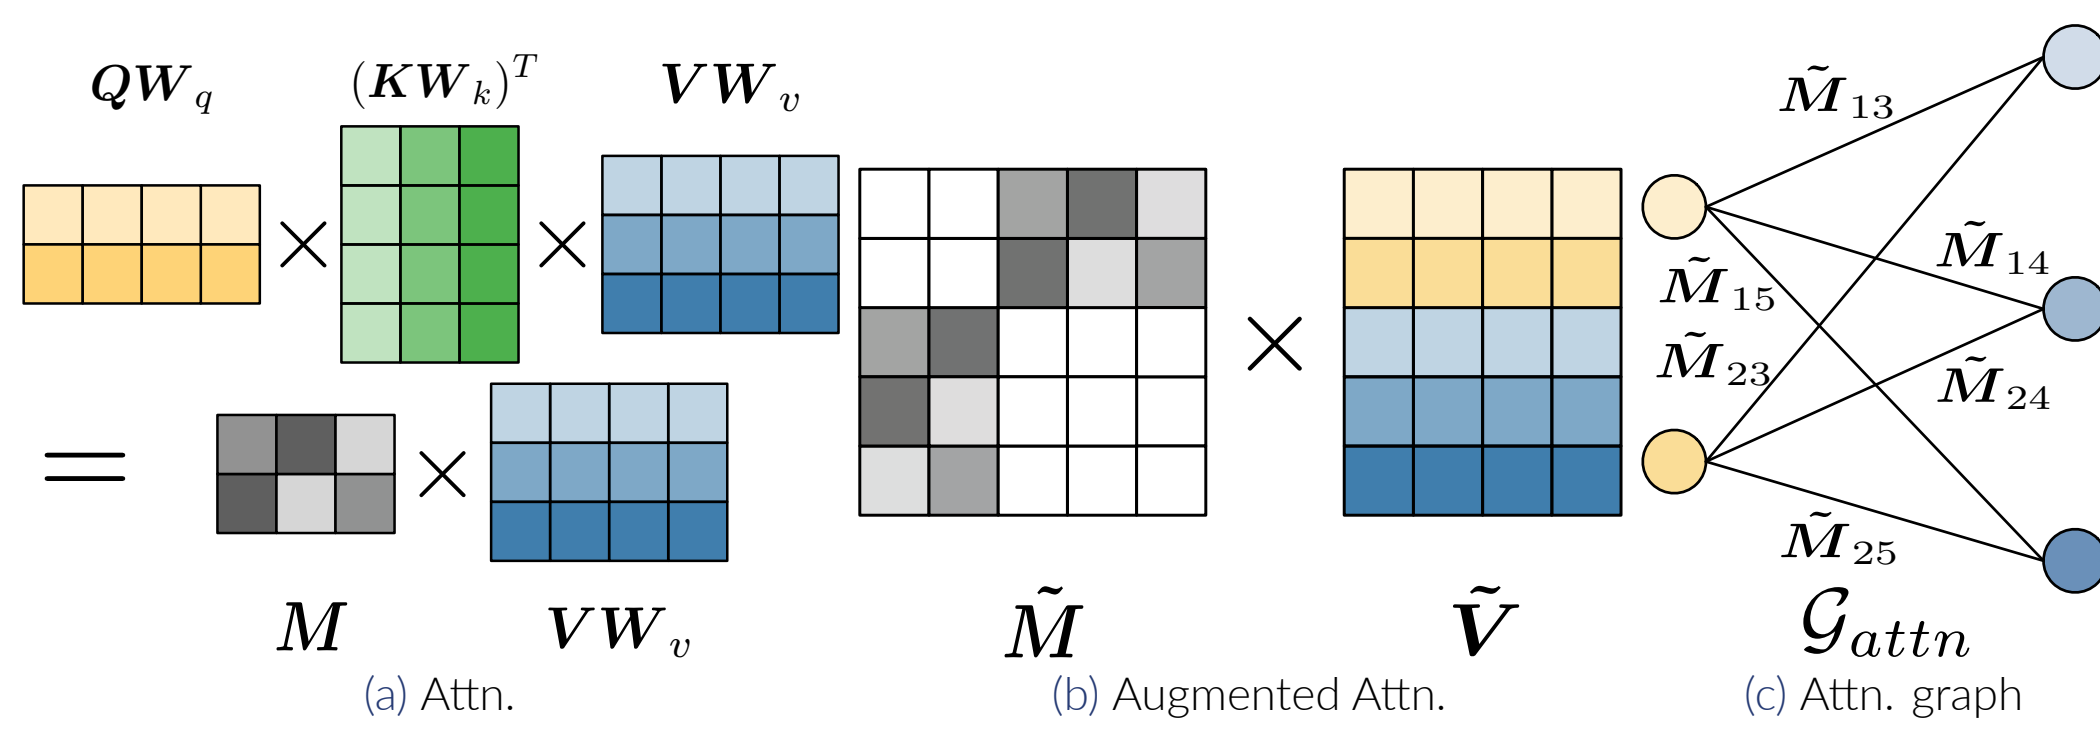 QW_q
(KW_k)^T
VW_v
×
×
=
×
M
VW_v
(a) Attn.
×
M̃
Ṽ
(b) Augmented Attn.
M̃_13
M̃_14
M̃_15
M̃_23
M̃_24
M̃_25
𝒢_attn
(c) Attn. graph